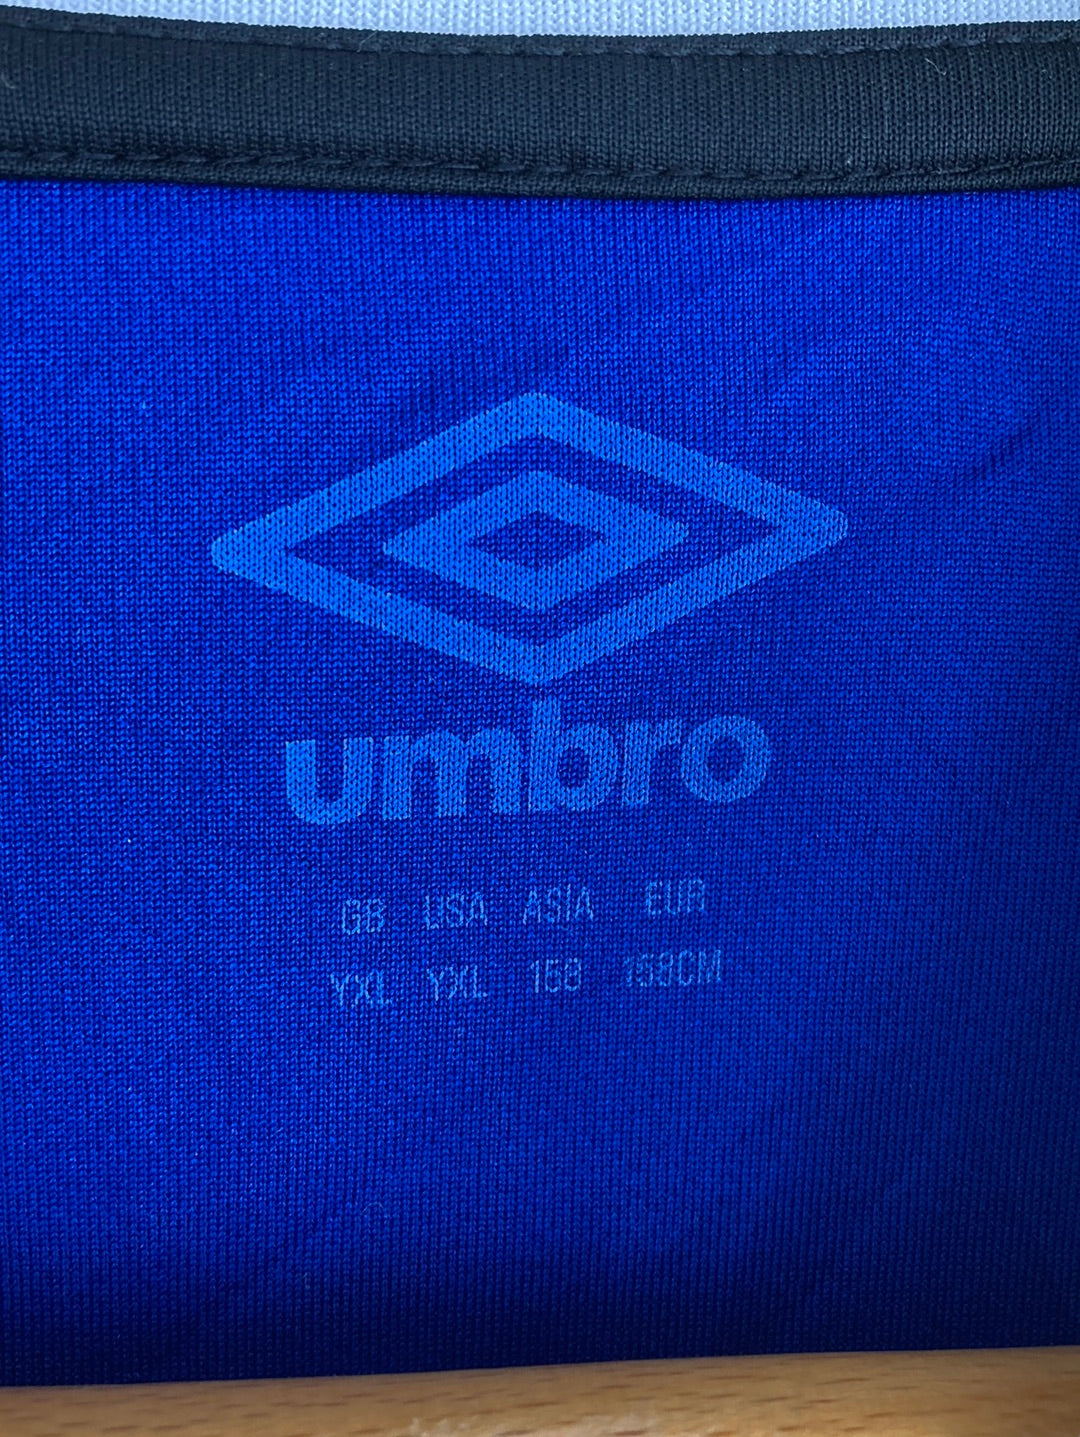 umbro
GB USA ASIA EUR
YXL YXL 158 158CM